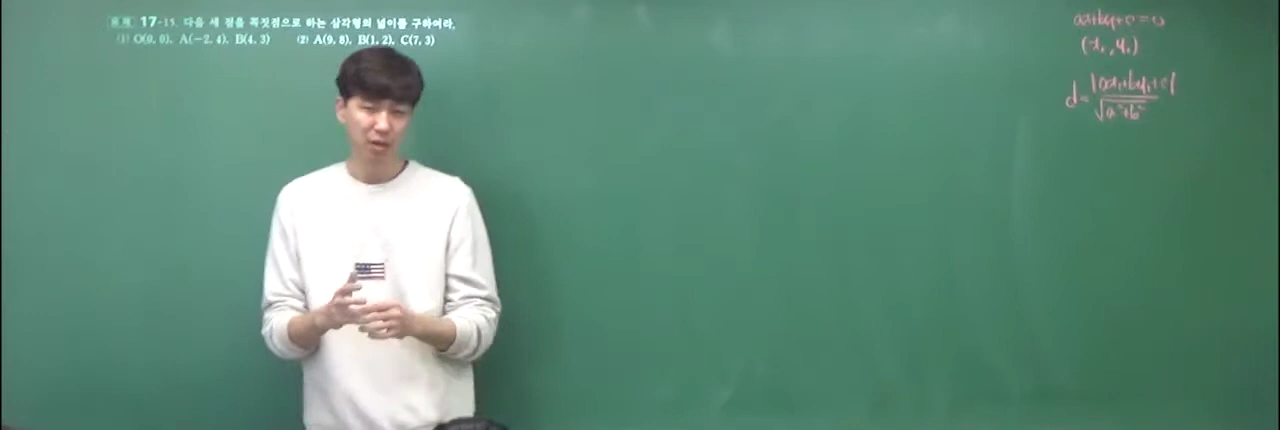 유제 17-15. 다음 세 점을 꼭짓점으로 하는 삼각형의 넓이를 구하여라.
(1) O(0, 0), A(-2, 4), B(4, 3) (2) A(9, 8), B(1, 2), C(7, 3)
ax+by+c=0
(x₁, y₁)
d=|ax₁+by₁+c|/√a²+b²